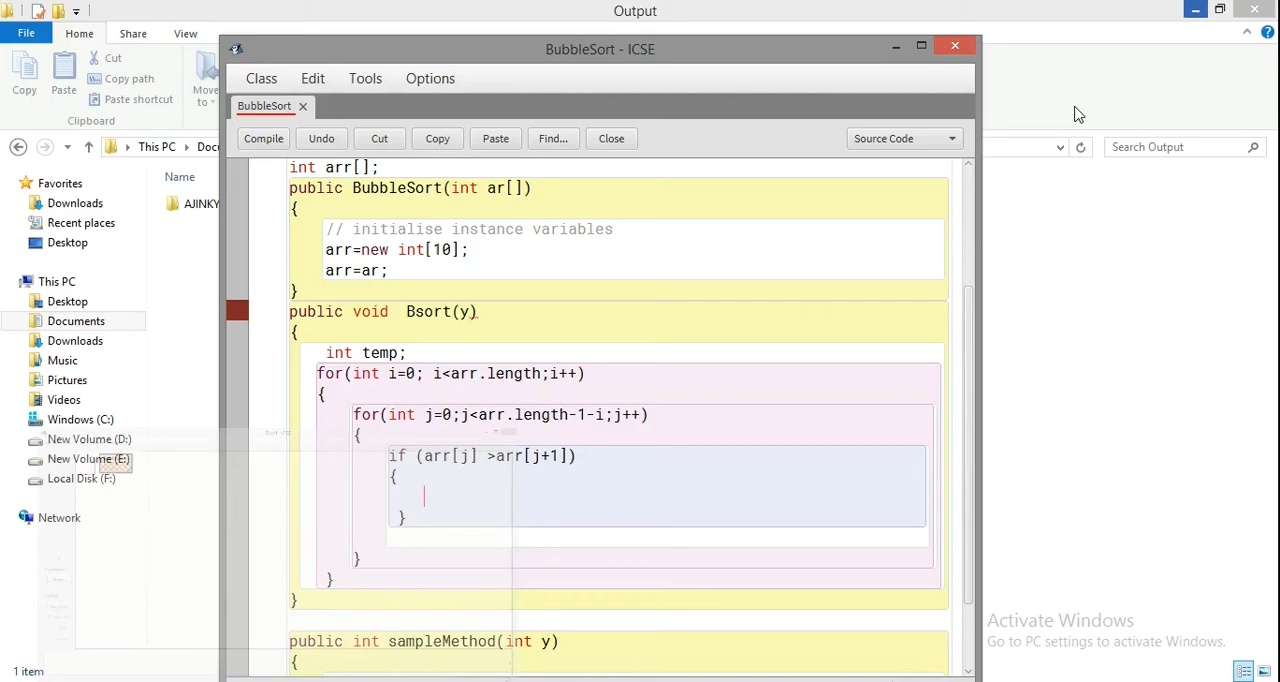 Output
File Home Share View
Copy Paste Cut Copy path Paste shortcut Move to
Clipboard
This PC Docu
Search Output
Favorites
Downloads
Recent places
Desktop
This PC
Desktop
Documents
Downloads
Music
Pictures
Videos
Windows (C:)
New Volume (D:)
New Volume (E:)
Local Disk (F:)
Network
1 item
Name
AJINKY
BubbleSort - ICSE
Class Edit Tools Options
BubbleSort
Compile Undo Cut Copy Paste Find... Close Source Code
int arr[];
public BubbleSort(int ar[])
{
// initialise instance variables
arr=new int[10];
arr=ar;
}
public void Bsort(y)
{
int temp;
for(int i=0; i<arr.length;i++)
{
for(int j=0;j<arr.length-1-i;j++)
{
if (arr[j] >arr[j+1])
{
}
}
}
}
public int sampleMethod(int y)
{
Activate Windows
Go to PC settings to activate Windows.